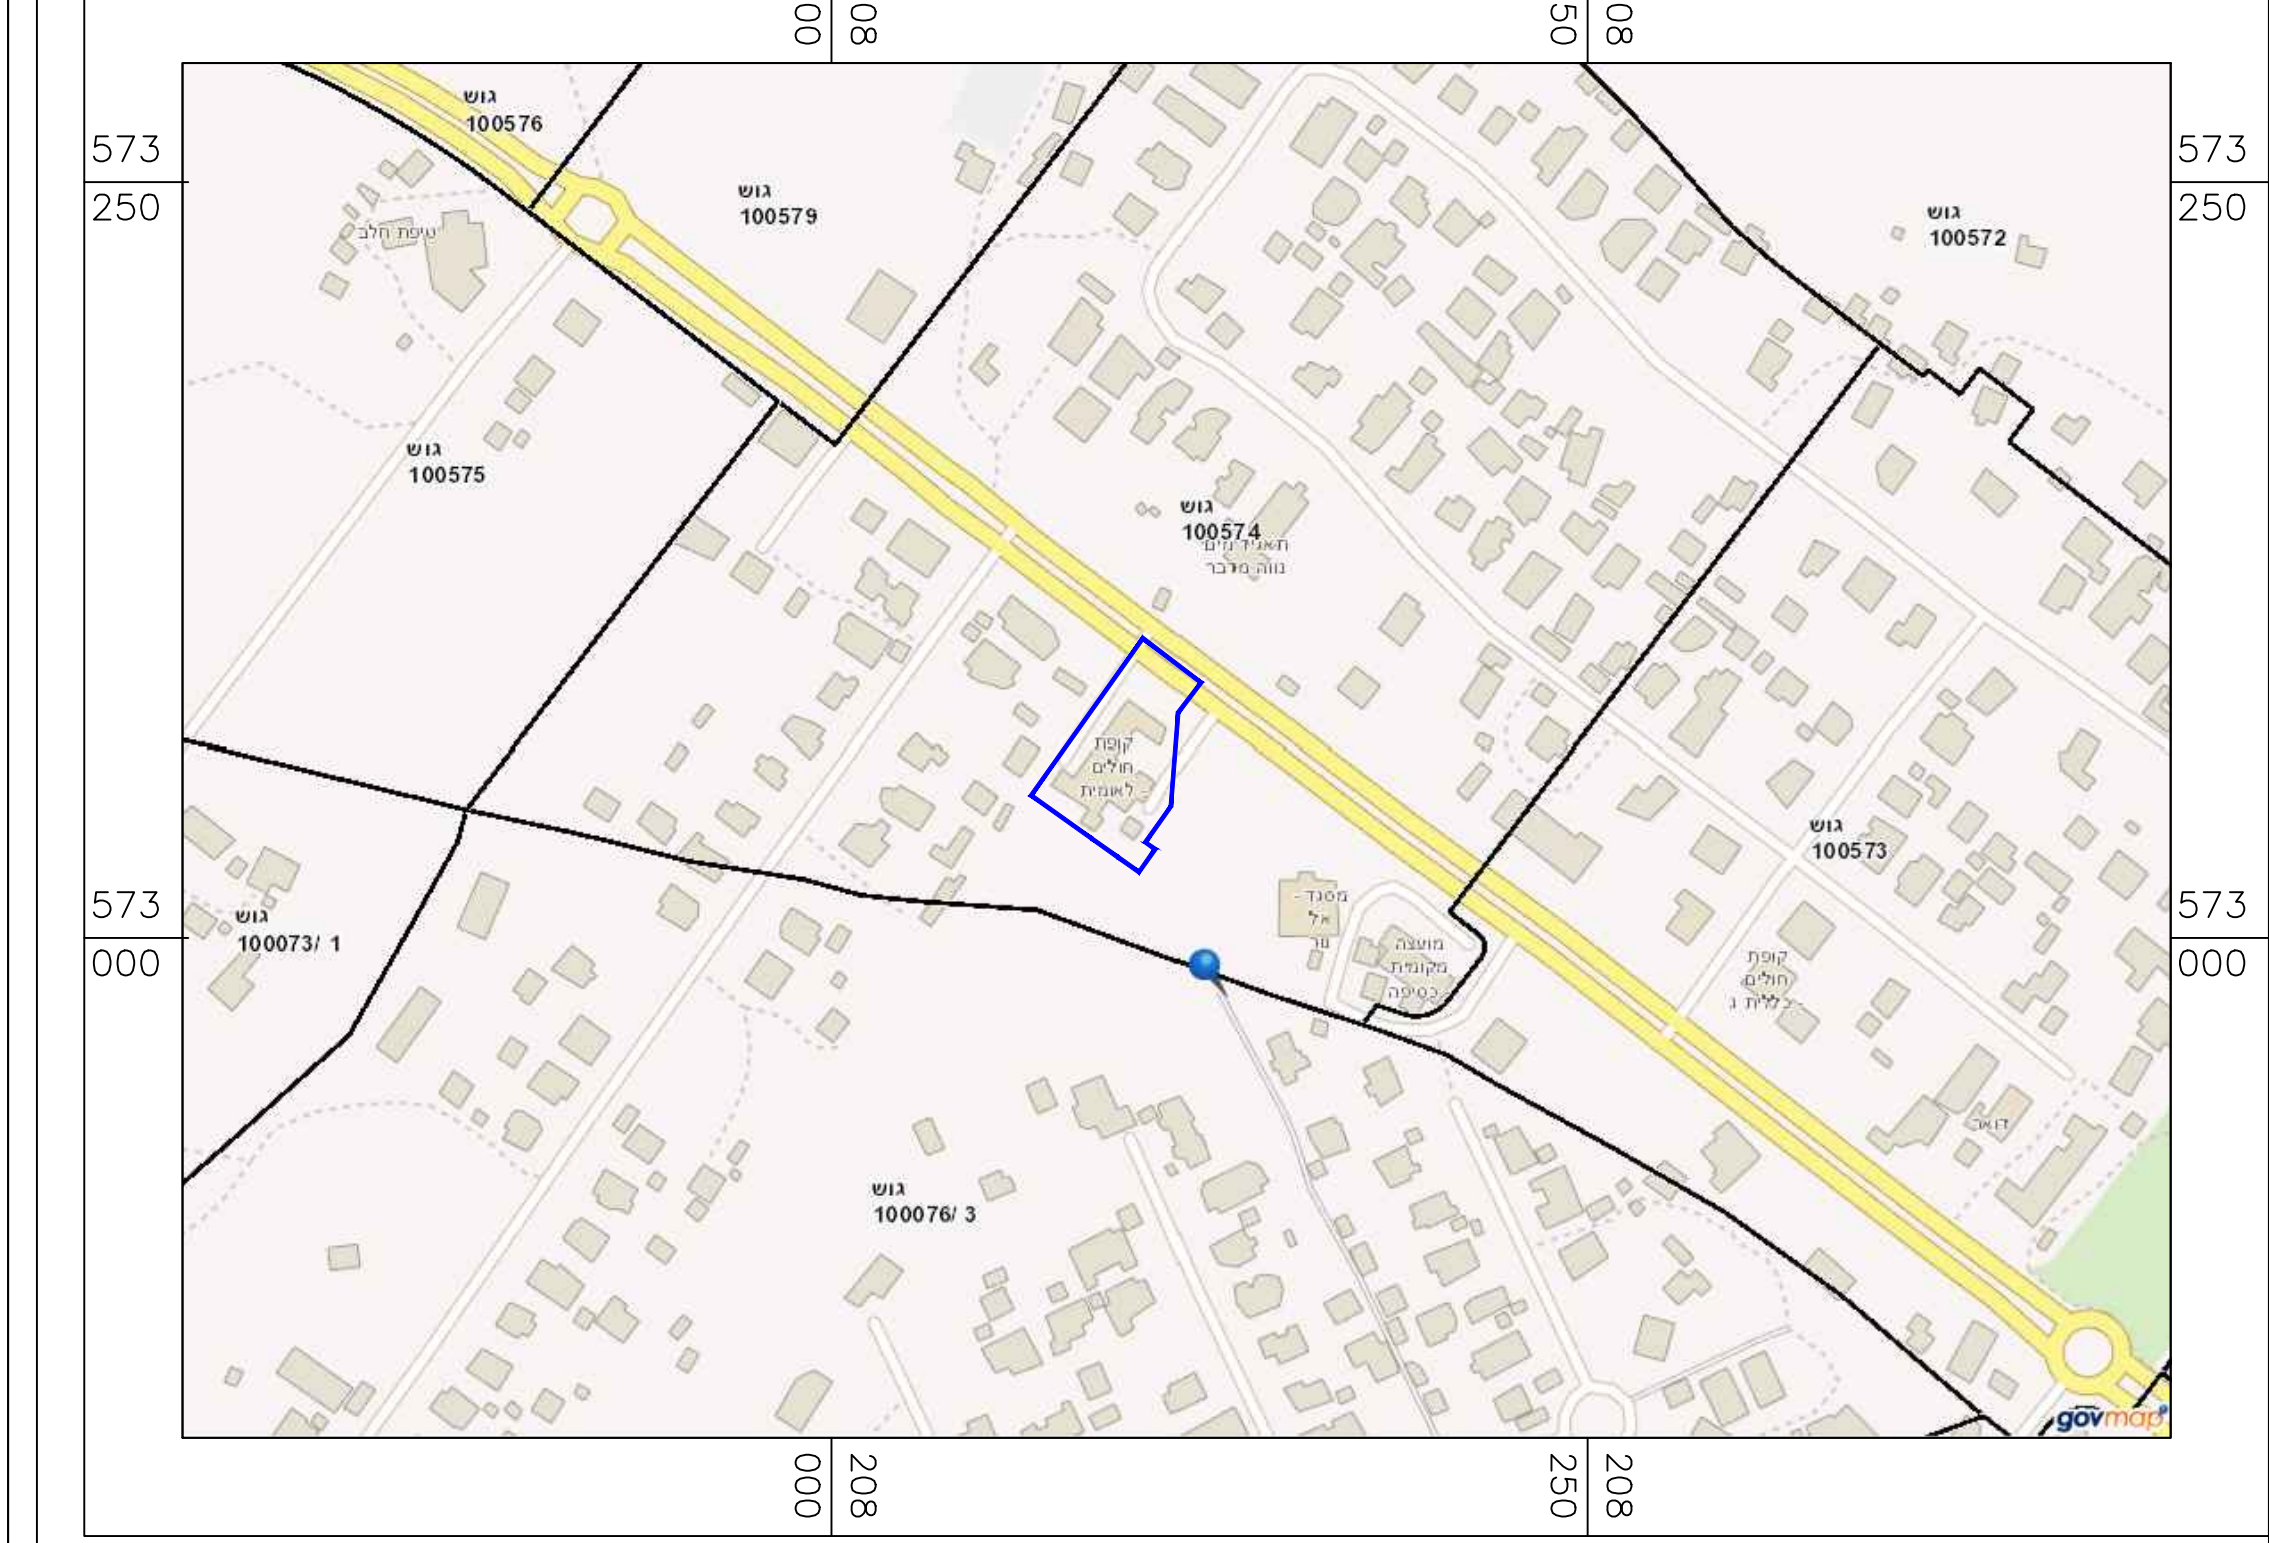 08
00
08
50
573
250
573
250
גוש
100576
גוש
100579
גוש
100572
טיפת חלב
גוש
100575
גוש
100574
תאגיד מים
נווה מדבר
קופת
חולים
לאומית -
גוש
100573
מסגד -
אל
נור
573
000
573
000
גוש
100073/ 1
מועצה
מקומית
כסיפה -
קופת
חולים
כללית ג -
דואר
גוש
100076/ 3
govmap
208
000
208
250